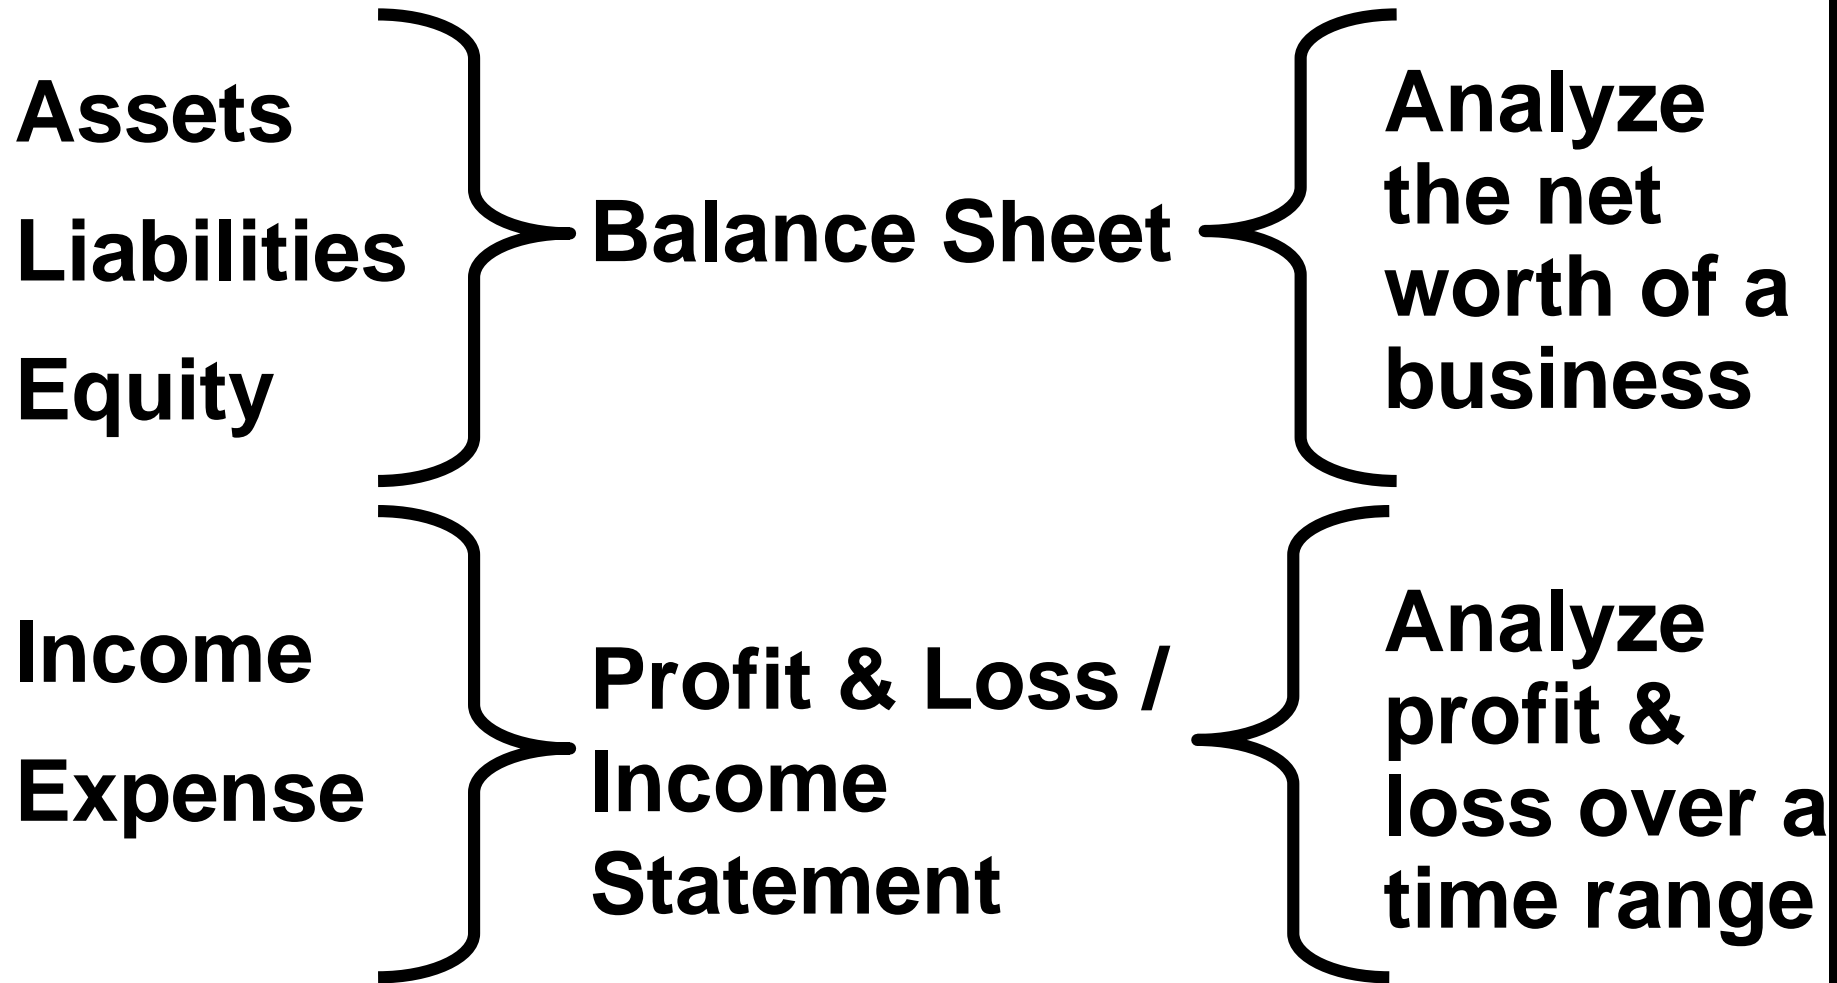 Assets
Liabilities
Equity
Balance Sheet
Analyze
the net
worth of a
business
Income
Expense
Profit & Loss /
Income
Statement
Analyze
profit &
loss over a
time range